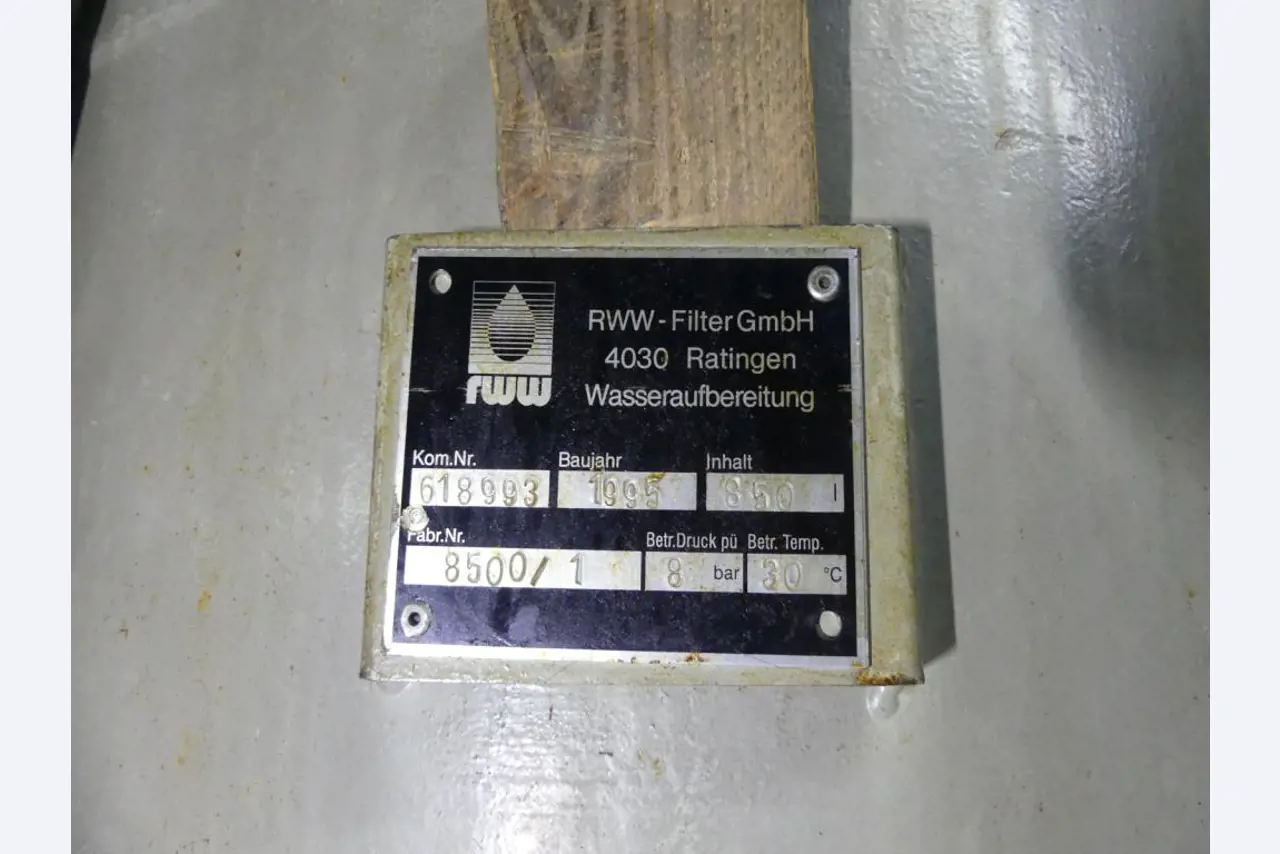 RWW-Filter GmbH
4030 Ratingen
rww
Wasseraufbereitung
Kom.Nr. Baujahr Inhalt
618993 1995 850 l
Fabr.Nr. Betr.Druck pü Betr. Temp.
8500/1 8 bar 30 °C